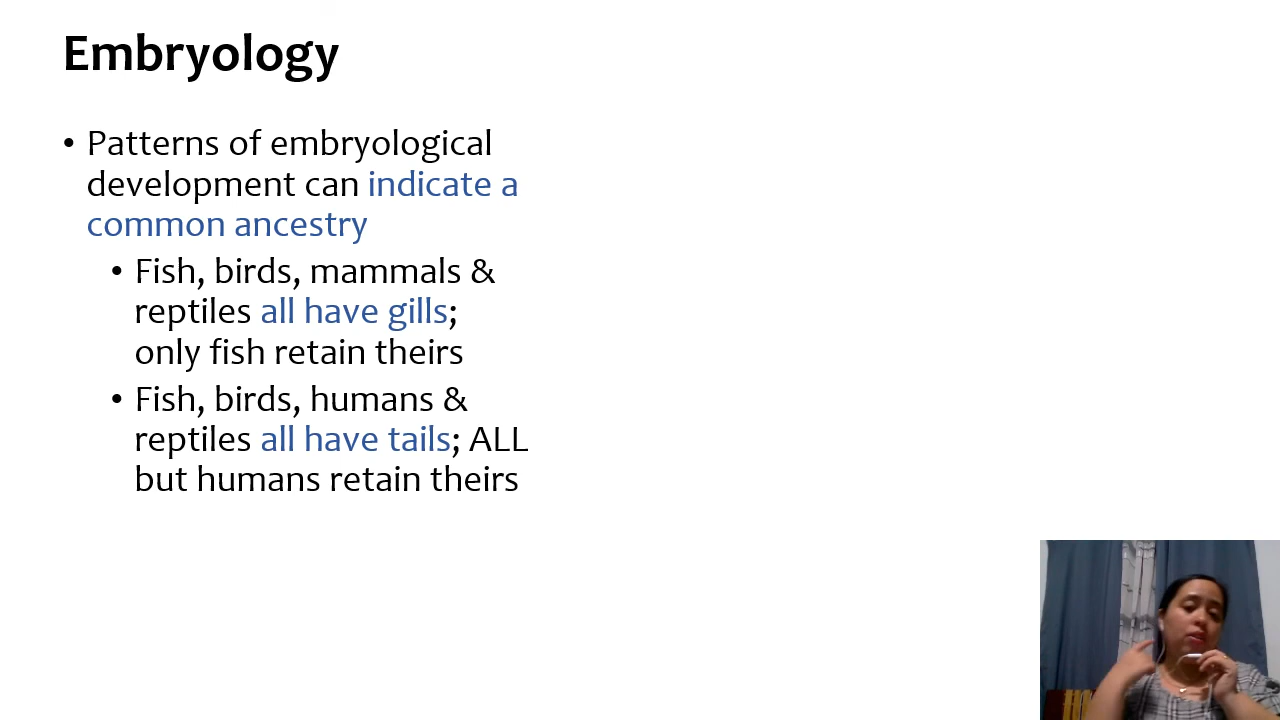 Embryology
• Patterns of embryological
development can indicate a
common ancestry
• Fish, birds, mammals &
reptiles all have gills;
only fish retain theirs
• Fish, birds, humans &
reptiles all have tails; ALL
but humans retain theirs